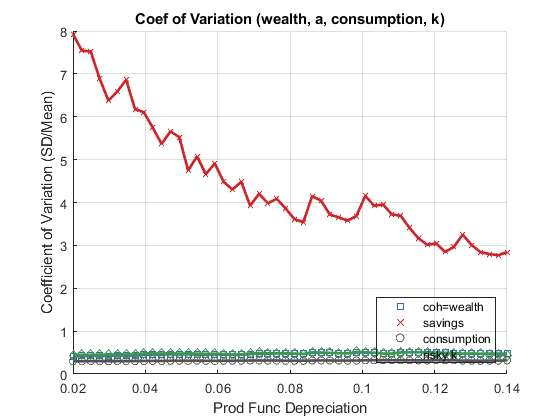 Coef of Variation (wealth, a, consumption, k)
8
7
6
5
4
3
2
1
0
Coefficient of Variation (SD/Mean)
coh=wealth
savings
consumption
risky k
0.02 0.04 0.06 0.08 0.1 0.12 0.14
Prod Func Depreciation